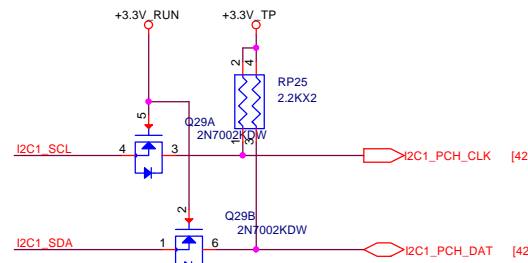 +3.3V_RUN
+3.3V_TP
2
4
RP25
2.2KX2
5
Q29A
2N7002KDW
1
3
I2C1_SCL
4
3
I2C1_PCH_CLK
[42
2
Q29B
2N7002KDW
I2C1_SDA
1
6
I2C1_PCH_DAT
[42